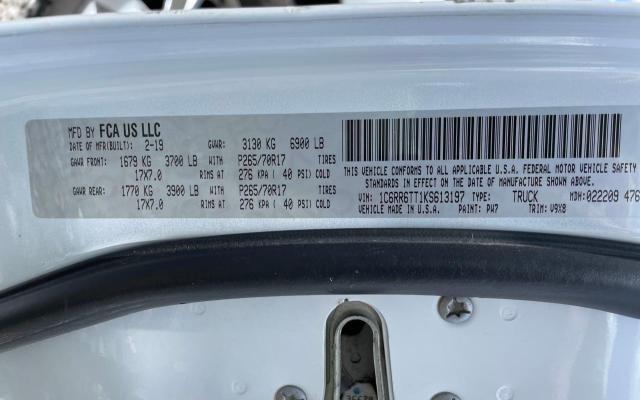 MFD BY FCA US LLC
DATE OF MFR(BUILT): 2-19 GVWR: 3130 KG 6900 LB
GAWR FRONT: 1679 KG 3700 LB WITH P265/70R17 TIRES
17X7.0 RIMS AT 276 KPA ( 40 PSI) COLD
GAWR REAR: 1770 KG 3900 LB WITH P265/70R17 TIRES
17X7.0 RIMS AT 276 KPA ( 40 PSI) COLD
THIS VEHICLE CONFORMS TO ALL APPLICABLE U.S.A. FEDERAL MOTOR VEHICLE SAFETY
STANDARDS IN EFFECT ON THE DATE OF MANUFACTURE SHOWN ABOVE.
VIN: 1C6RR6TT1KS613197 TYPE: TRUCK MDH:022209 476
VEHICLE MADE IN U.S.A. PAINT: PW7 TRIM: V9X8